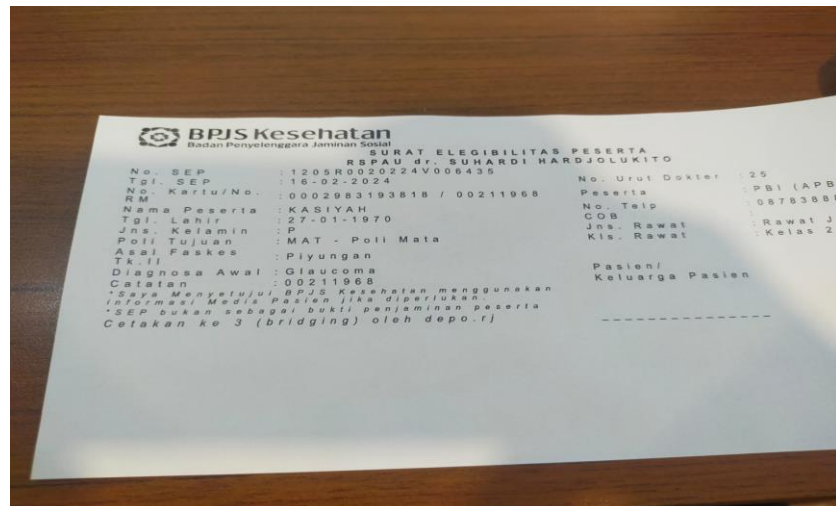 BPJS Kesehatan
Badan Penyelenggara Jaminan Sosial
SURAT ELEGIBILITAS PESERTA
RSPAU dr. SUHARDI HARDJOLUKITO
No. SEP : 1205R0020224V006435
Tgl. SEP : 16-02-2024
No. Kartu/No. RM : 0002983193818 / 00211968
Nama Peserta : KASIYAH
Tgl. Lahir : 27-01-1970
Jns. Kelamin : P
Poli Tujuan : MAT - Poli Mata
Asal Faskes Tk.II : Piyungan
Diagnosa Awal : Glaucoma
Catatan : 00211968
*Saya Menyetujui BPJS Kesehatan menggunakan
informasi Medis Pasien jika diperlukan.
*SEP bukan sebagai bukti penjaminan peserta
Cetakan ke 3 (bridging) oleh depo.rj
No. Urut Dokter : 25
Peserta : PBI (APB
No. Telp : 08783888
COB :
Jns. Rawat : Rawat J
Kls. Rawat : Kelas 2
Pasien/
Keluarga Pasien
_______________